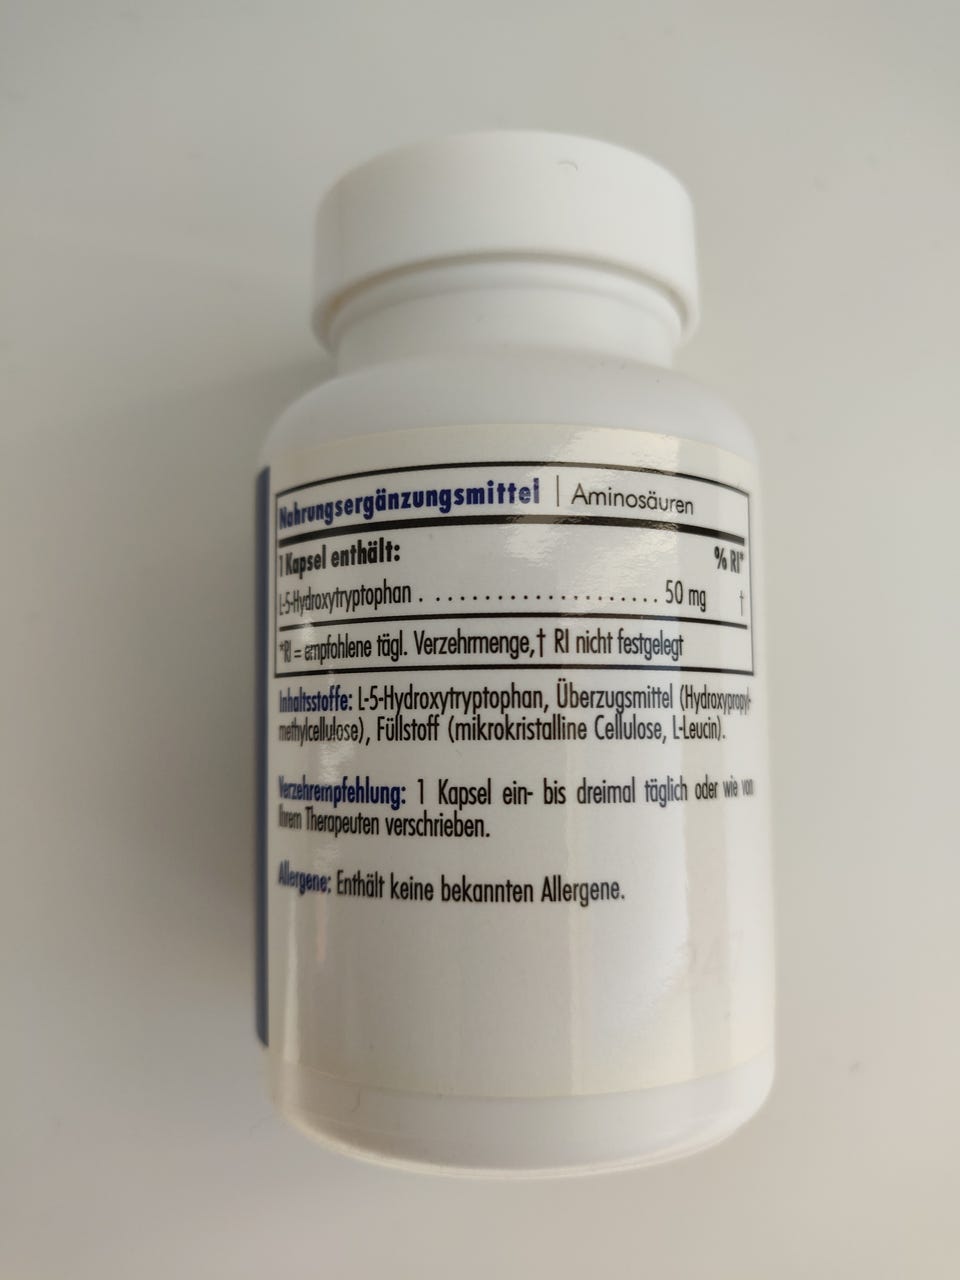 Nahrungsergänzungsmittel | Aminosäuren
1 Kapsel enthält: % RI*
L-5-Hydroxytryptophan . . . . . . . . . . . . . . . . . . . . . 50 mg †
*RI = empfohlene tägl. Verzehrmenge,† RI nicht festgelegt
Inhaltsstoffe: L-5-Hydroxytryptophan, Überzugsmittel (Hydroxypropyl-
methylcellulose), Füllstoff (mikrokristalline Cellulose, L-Leucin).
Verzehrempfehlung: 1 Kapsel ein- bis dreimal täglich oder wie von
Ihrem Therapeuten verschrieben.
Allergene: Enthält keine bekannten Allergene.